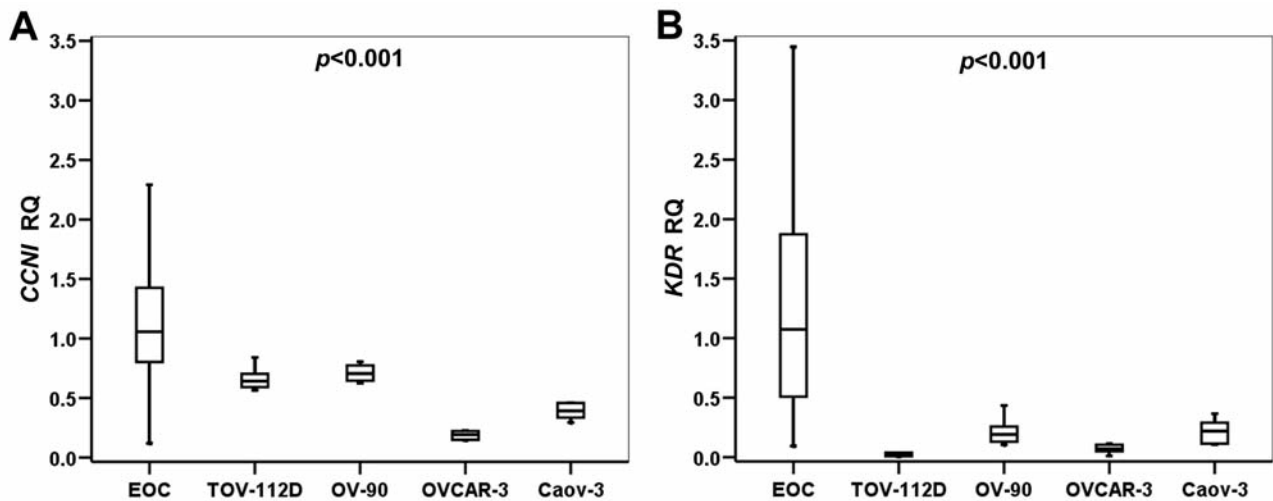 A
p<0.001
CCNI RQ
3.5
3.0
2.5
2.0
1.5
1.0
0.5
0.0
EOC TOV-112D OV-90 OVCAR-3 Caov-3
B
p<0.001
KDR RQ
3.5
3.0
2.5
2.0
1.5
1.0
0.5
0.0
EOC TOV-112D OV-90 OVCAR-3 Caov-3